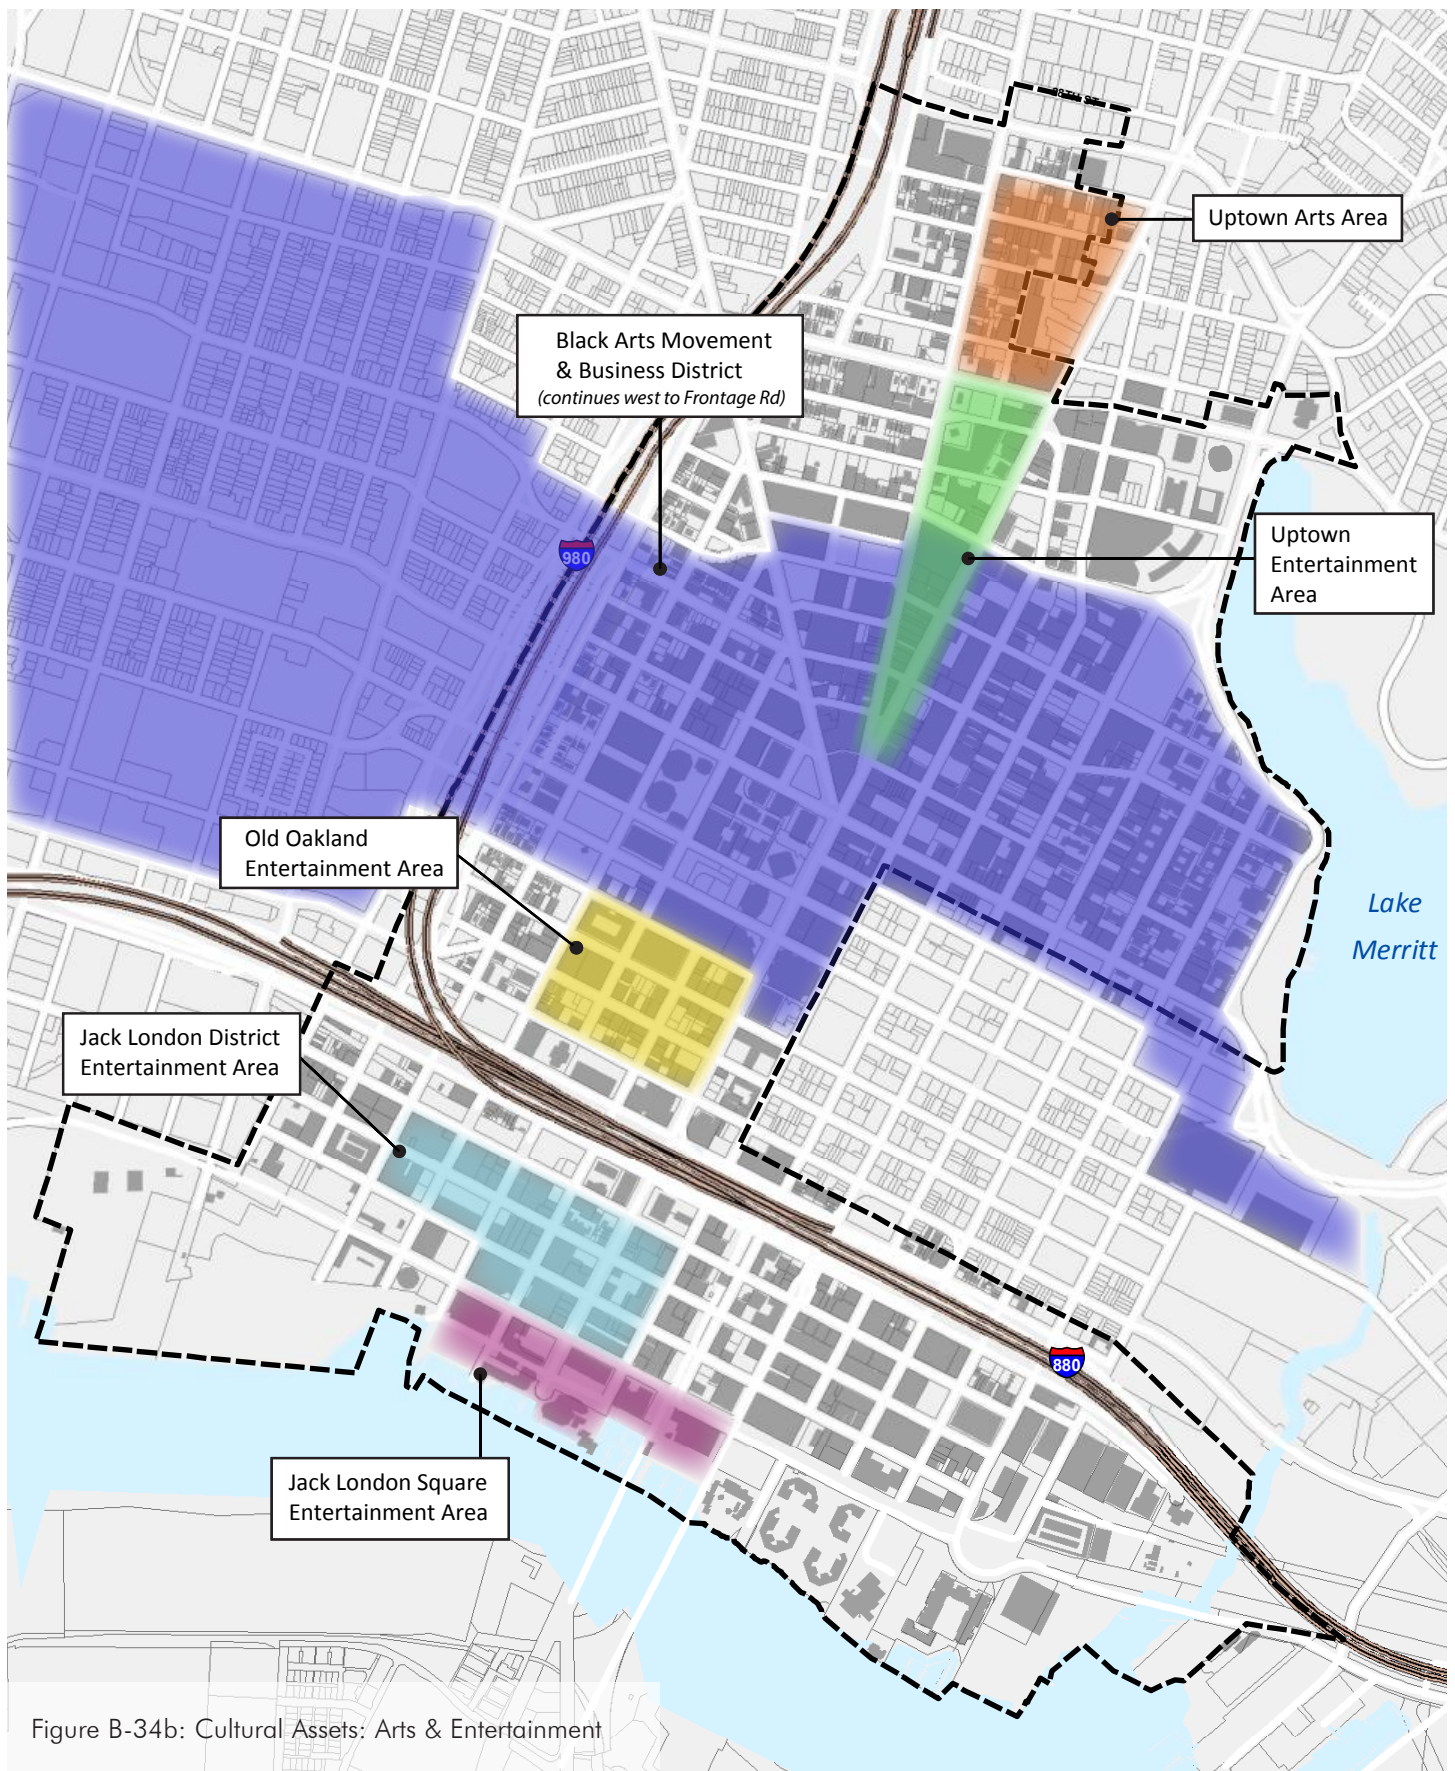 28TH ST
Uptown Arts Area
Black Arts Movement
& Business District
(continues west to Frontage Rd)
Uptown
Entertainment
Area
980
Old Oakland
Entertainment Area
Lake
Merritt
Jack London District
Entertainment Area
880
Jack London Square
Entertainment Area
Figure B-34b: Cultural Assets: Arts & Entertainment